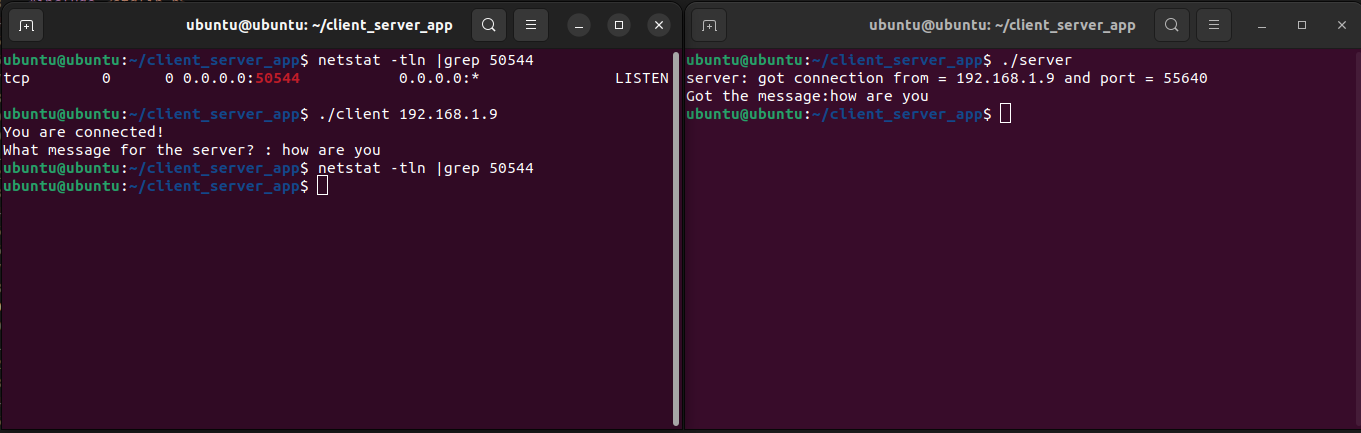 ubuntu@ubuntu: ~/client_server_app
ubuntu@ubuntu:~/client_server_app$ netstat -tln |grep 50544
tcp        0      0 0.0.0.0:50544           0.0.0.0:*               LISTEN
ubuntu@ubuntu:~/client_server_app$ ./client 192.168.1.9
You are connected!
What message for the server? : how are you
ubuntu@ubuntu:~/client_server_app$ netstat -tln |grep 50544
ubuntu@ubuntu:~/client_server_app$
ubuntu@ubuntu: ~/client_server_app
ubuntu@ubuntu:~/client_server_app$ ./server
server: got connection from = 192.168.1.9 and port = 55640
Got the message:how are you
ubuntu@ubuntu:~/client_server_app$